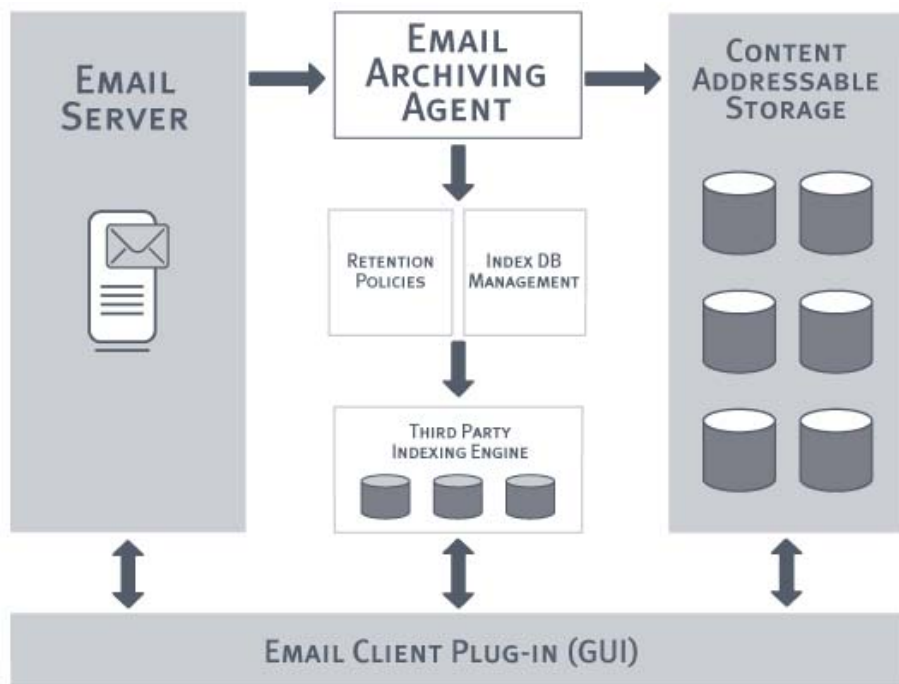 EMAIL
SERVER
EMAIL
ARCHIVING
AGENT
CONTENT
ADDRESSABLE
STORAGE
RETENTION
POLICIES
INDEX DB
MANAGEMENT
THIRD PARTY
INDEXING ENGINE
EMAIL CLIENT PLUG-IN (GUI)